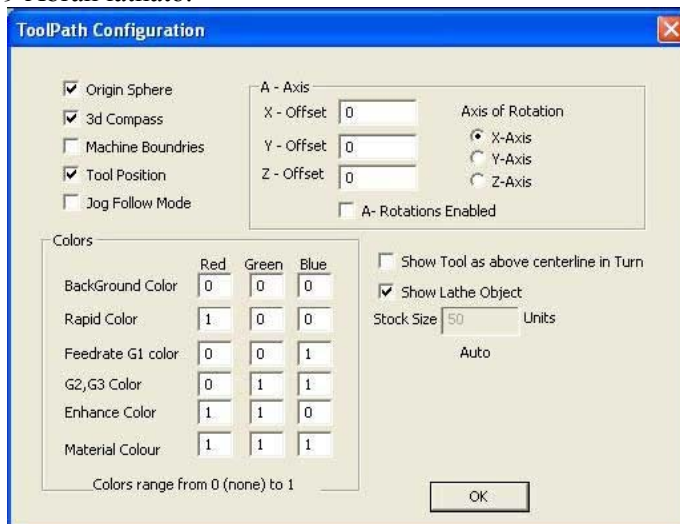 ToolPath Configuration
Origin Sphere
3d Compass
Machine Boundries
Tool Position
Jog Follow Mode
A - Axis
X - Offset 0
Y - Offset 0
Z - Offset 0
Axis of Rotation
X-Axis
Y-Axis
Z-Axis
A- Rotations Enabled
Colors
Red Green Blue
BackGround Color 0 0 0
Rapid Color 1 0 0
Feedrate G1 color 0 0 1
G2,G3 Color 0 1 1
Enhance Color 1 1 0
Material Colour 1 1 1
Colors range from 0 (none) to 1
Show Tool as above centerline in Turn
Show Lathe Object
Stock Size 50 Units
Auto
OK